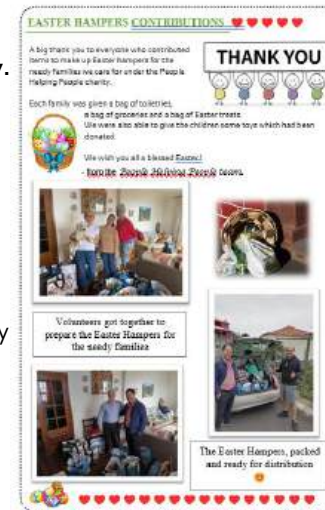 EASTER HAMPERS CONTRIBUTIONS
A big thank you to everyone who contributed
items to make up Easter hampers for the
needy families we care for under the People
Helping People charity.
THANK YOU
Each family was given a bag of toiletries,
a bag of groceries and a bag of Easter treats.
We were also able to give the children some toys which had been
donated.
We wish you all a blessed Easter!
- from the People Helping People team.
Volunteers got together to
prepare the Easter Hampers for
the needy families
The Easter Hampers, packed
and ready for distribution
y.
y